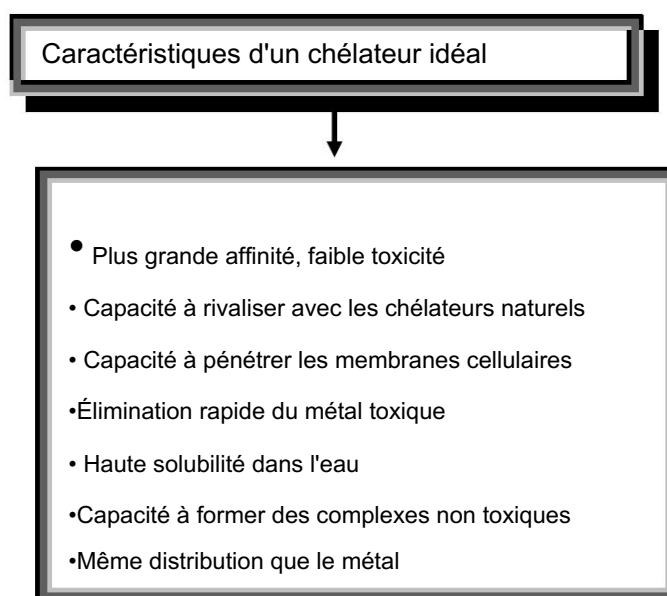 Caractéristiques d'un chélateur idéal
• Plus grande affinité, faible toxicité
• Capacité à rivaliser avec les chélateurs naturels
• Capacité à pénétrer les membranes cellulaires
•Élimination rapide du métal toxique
• Haute solubilité dans l'eau
•Capacité à former des complexes non toxiques
•Même distribution que le métal